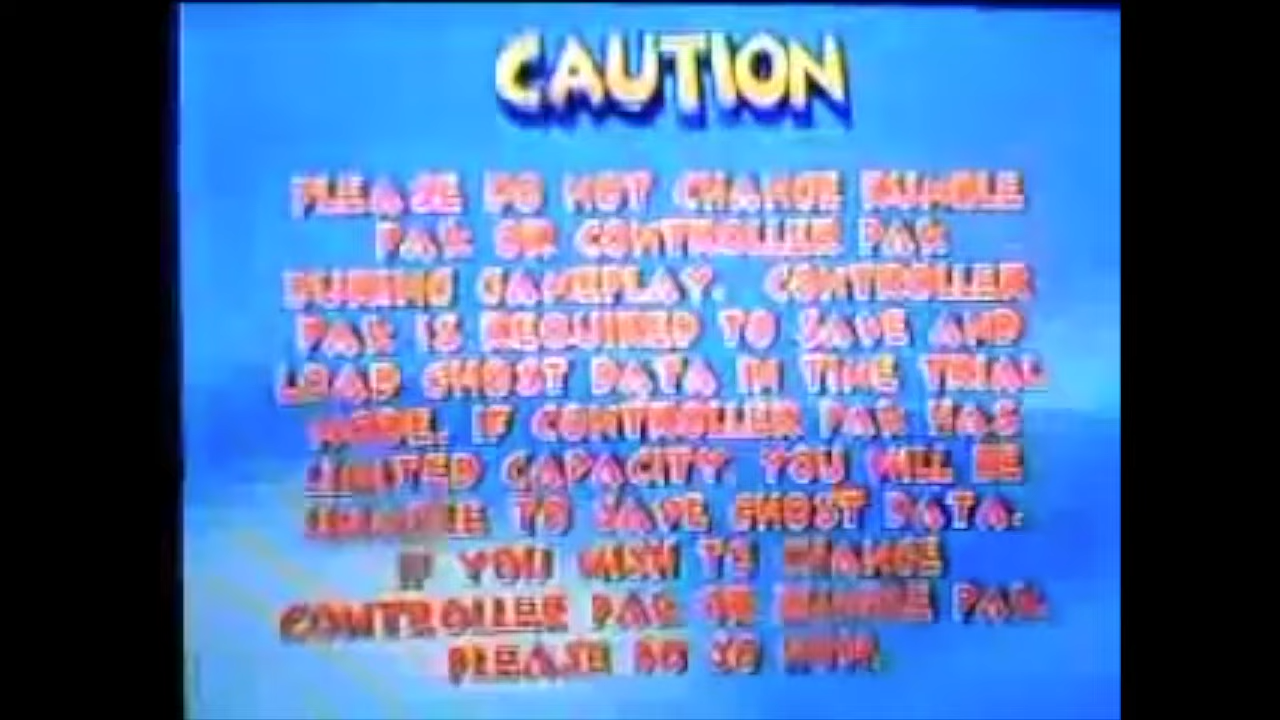 CAUTION
PLEASE DO NOT CHANGE RUMBLE
PAK OR CONTROLLER PAK
DURING GAMEPLAY. CONTROLLER
PAK IS REQUIRED TO SAVE AND
LOAD GHOST DATA IN TIME TRIAL
MODE. IF CONTROLLER PAK HAS
LIMITED CAPACITY YOU WILL BE
UNABLE TO SAVE GHOST DATA.
IF YOU WISH TO CHANGE
CONTROLLER PAK OR RUMBLE PAK
PLEASE DO SO NOW.